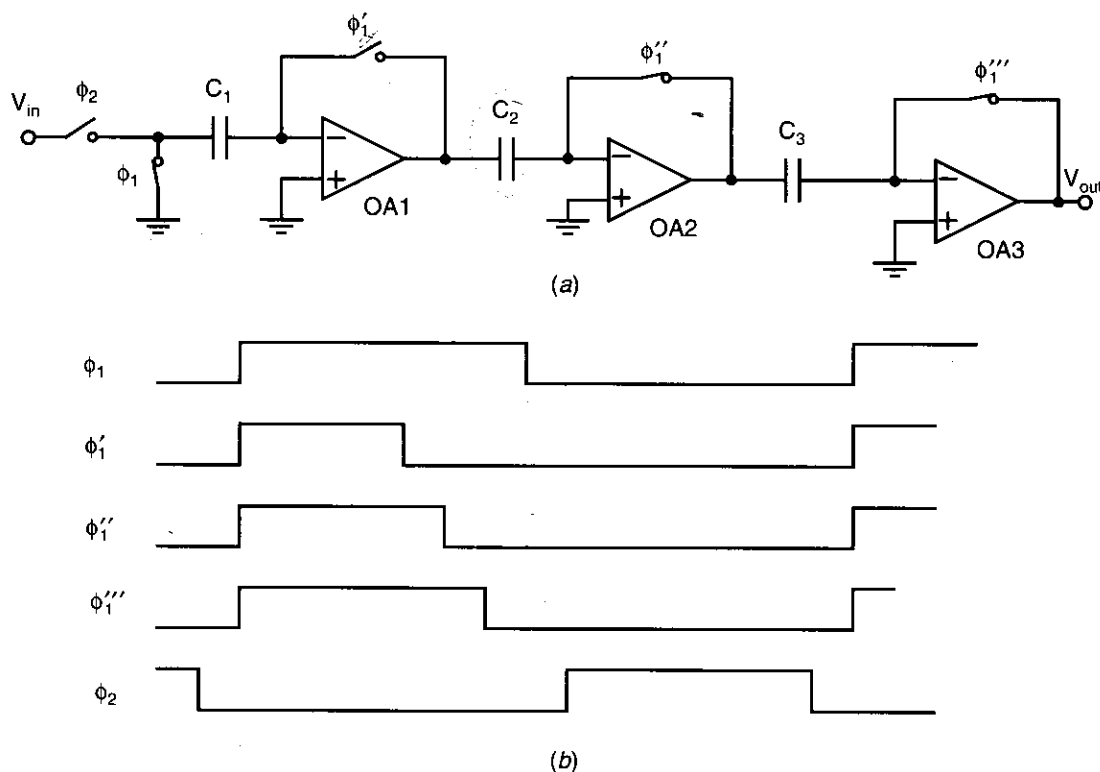 ϕ₁′
ϕ₁″
ϕ₁‴
V_in
ϕ₂
C₁
C₂
C₃
ϕ₁
V_out
OA1
OA2
OA3
(a)
ϕ₁
ϕ₁′
ϕ₁″
ϕ₁‴
ϕ₂
(b)